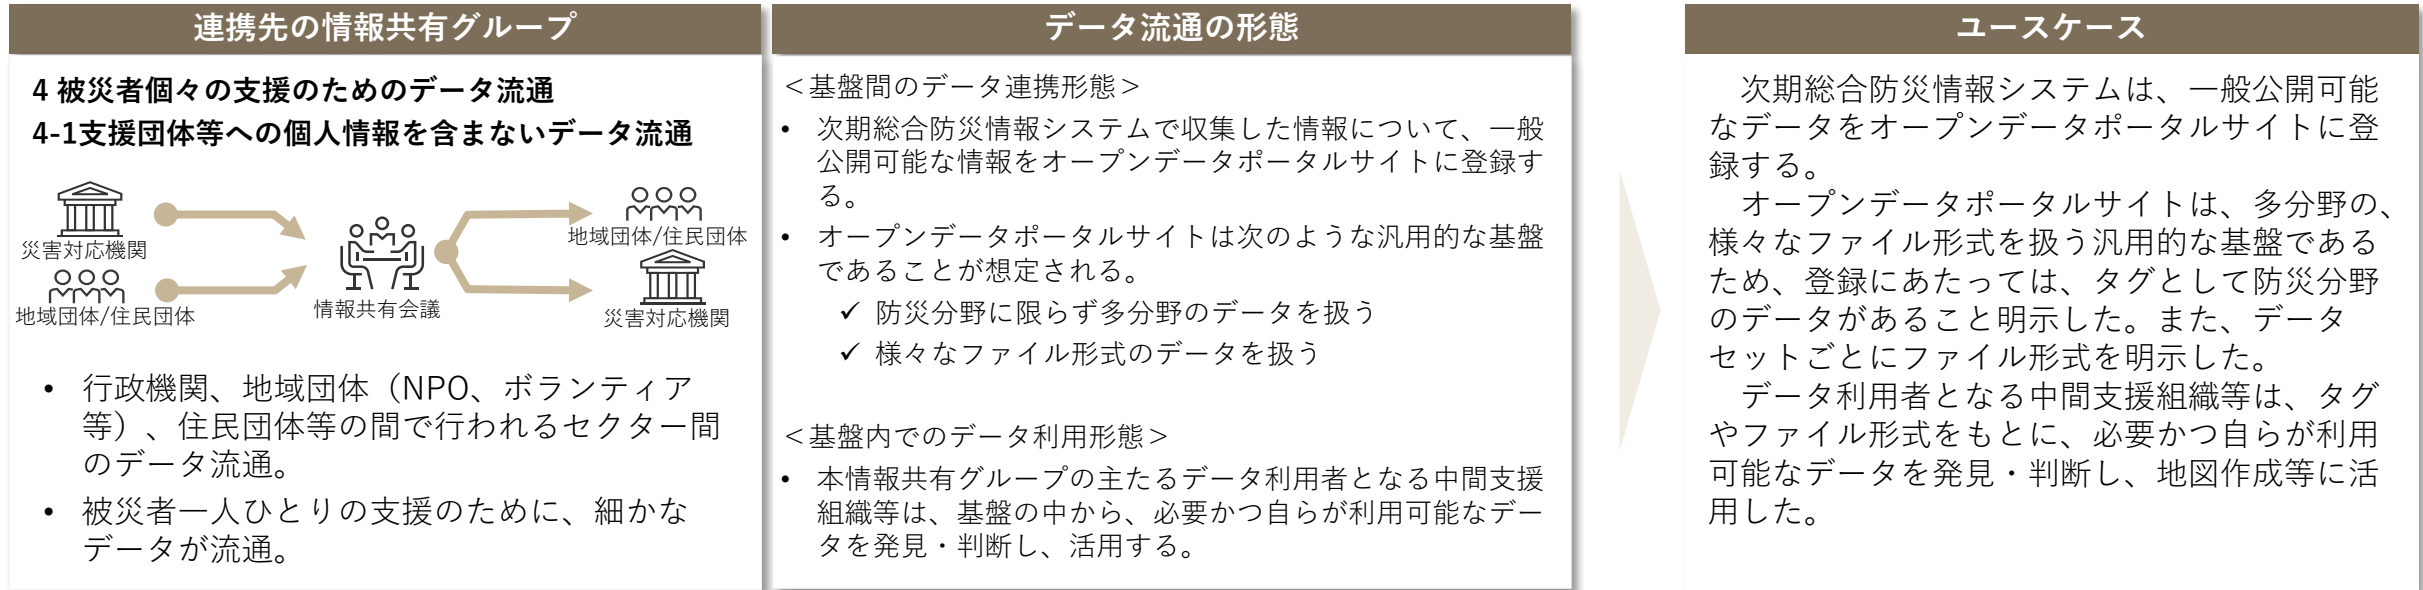 連携先の情報共有グループ
4 被災者個々の支援のためのデータ流通
4-1支援団体等への個人情報を含まないデータ流通
災害対応機関
地域団体/住民団体
情報共有会議
地域団体/住民団体
災害対応機関
• 行政機関、地域団体（NPO、ボランティア
等）、住民団体等の間で行われるセクター間
のデータ流通。
• 被災者一人ひとりの支援のために、細かな
データが流通。
データ流通の形態
＜基盤間のデータ連携形態＞
• 次期総合防災情報システムで収集した情報について、一般
公開可能な情報をオープンデータポータルサイトに登録す
る。
• オープンデータポータルサイトは次のような汎用的な基盤
であることが想定される。
✓ 防災分野に限らず多分野のデータを扱う
✓ 様々なファイル形式のデータを扱う
＜基盤内でのデータ利用形態＞
• 本情報共有グループの主たるデータ利用者となる中間支援
組織等は、基盤の中から、必要かつ自らが利用可能なデー
タを発見・判断し、活用する。
ユースケース
次期総合防災情報システムは、一般公開可能
なデータをオープンデータポータルサイトに登
録する。
オープンデータポータルサイトは、多分野の、
様々なファイル形式を扱う汎用的な基盤である
ため、登録にあたっては、タグとして防災分野
のデータがあること明示した。また、データ
セットごとにファイル形式を明示した。
データ利用者となる中間支援組織等は、タグ
やファイル形式をもとに、必要かつ自らが利用
可能なデータを発見・判断し、地図作成等に活
用した。